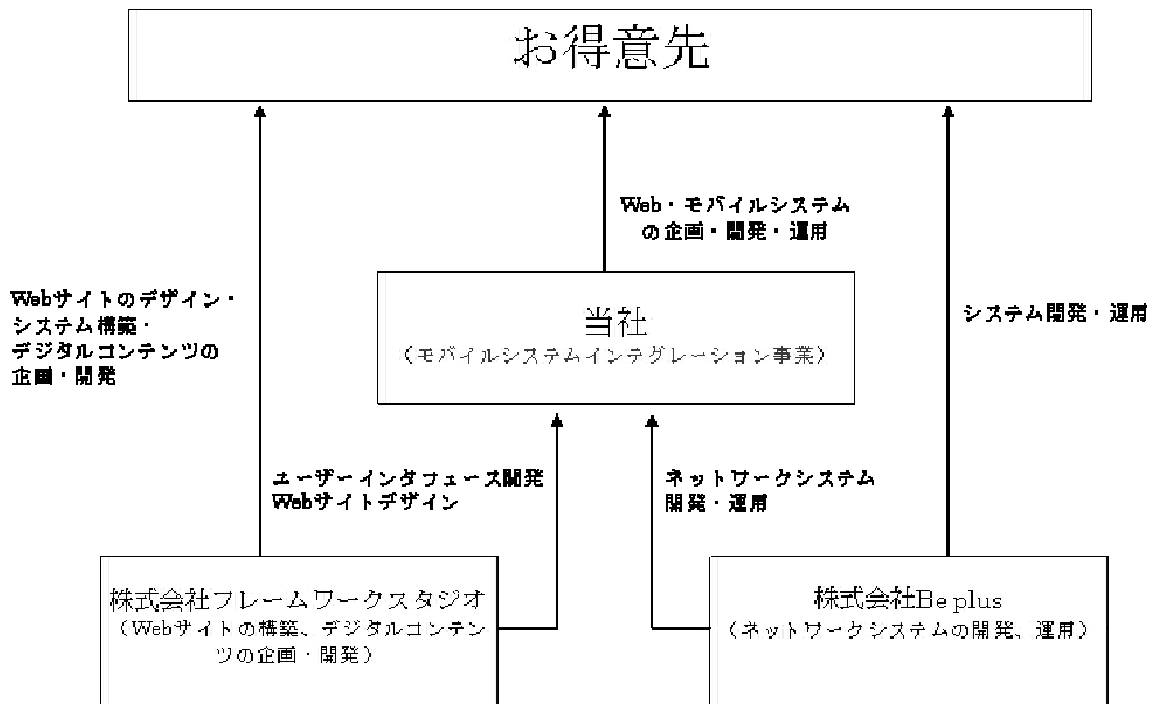 お得意先
Web・モバイルシステム
の企画・開発・運用
Webサイトのデザイン・
システム構築・
デジタルコンテンツの
企画・開発
当社
(モバイルシステムインテグレーション事業)
システム開発・運用
ユーザーインタフェース開発
Webサイトデザイン
ネットワークシステム
開発・運用
株式会社フレームワークスタジオ
(Webサイトの構築、デジタルコンテン
ツの企画・開発)
株式会社Be plus
(ネットワークシステムの開発、運用)